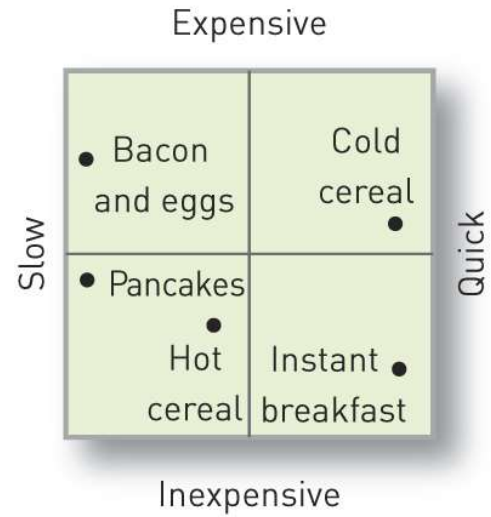 Expensive
Bacon
and eggs
Cold
cereal
Slow
Quick
Pancakes
Hot
cereal
Instant
breakfast
Inexpensive